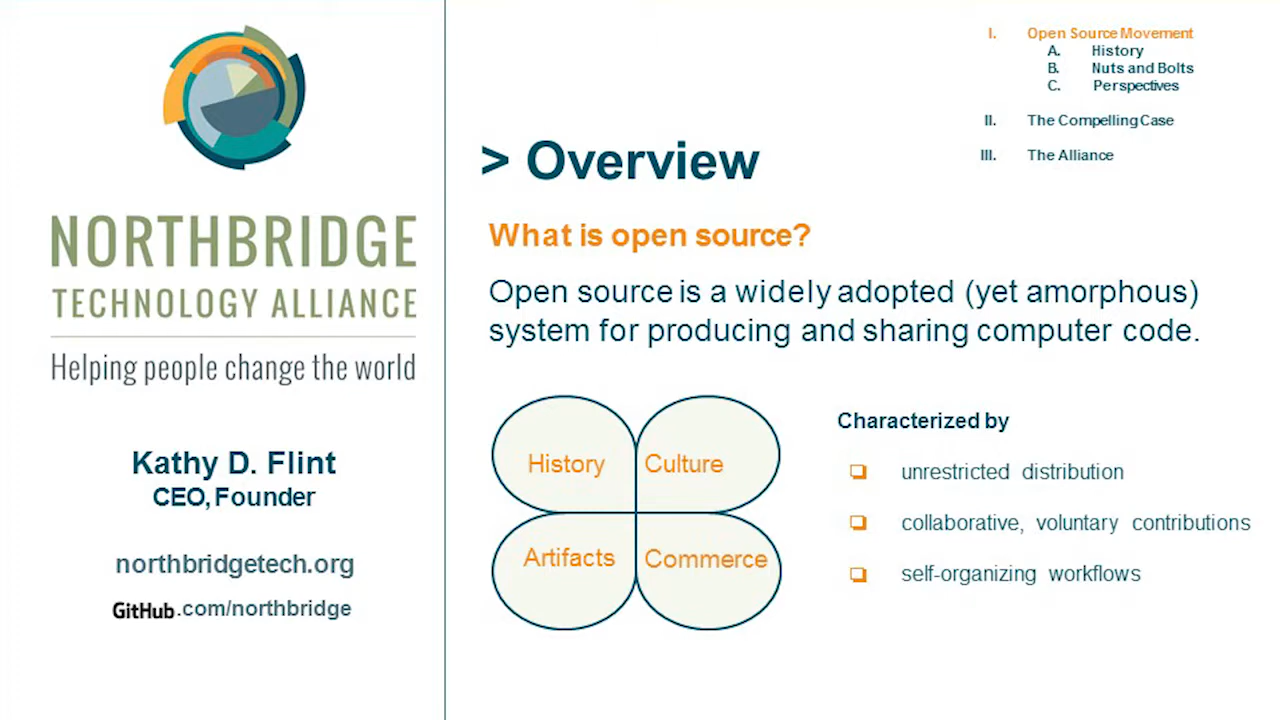 NORTHBRIDGE
TECHNOLOGY ALLIANCE
Helping people change the world
Kathy D. Flint
CEO, Founder
northbridgetech.org
GitHub.com/northbridge
I. Open Source Movement
A. History
B. Nuts and Bolts
C. Perspectives
II. The Compelling Case
III. The Alliance
> Overview
What is open source?
Open source is a widely adopted (yet amorphous)
system for producing and sharing computer code.
History Culture
Artifacts Commerce
Characterized by
❑ unrestricted distribution
❑ collaborative, voluntary contributions
❑ self-organizing workflows